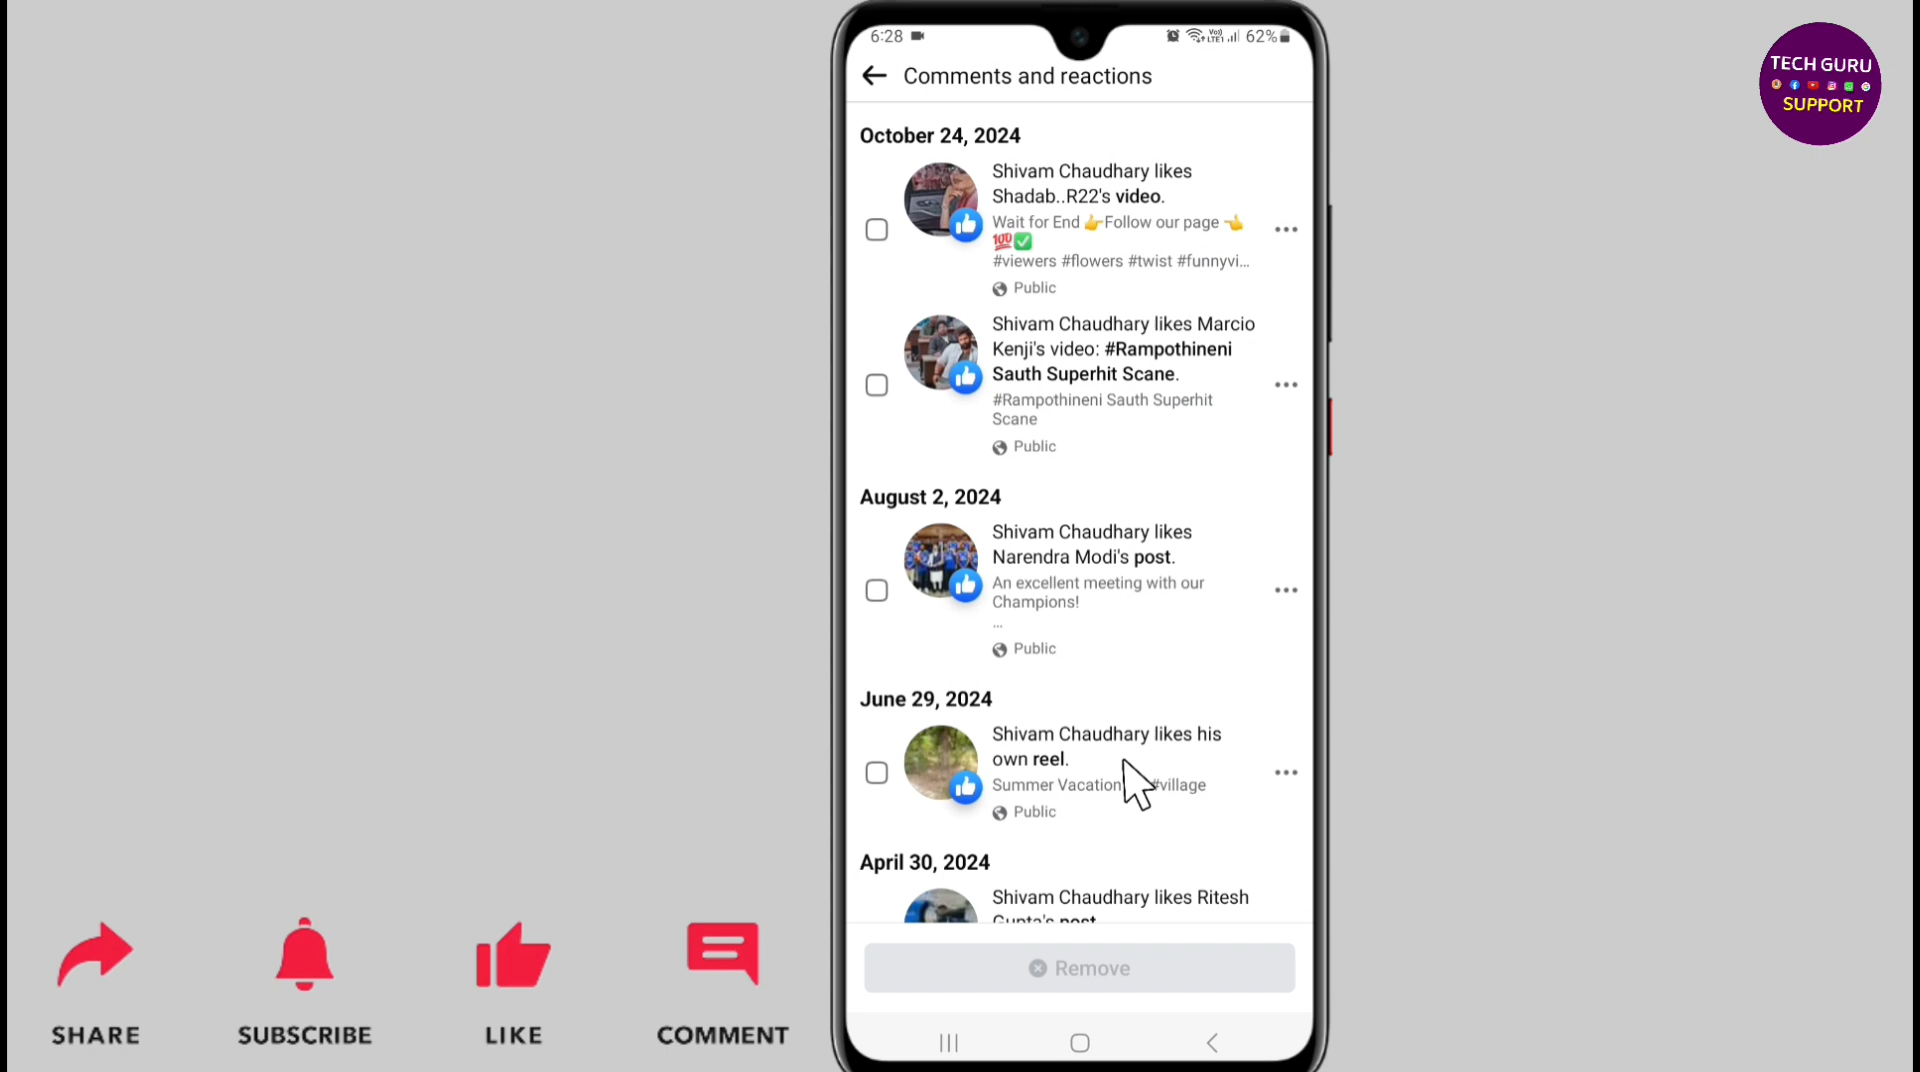 6:28
Vo)) LTE1 62%
Comments and reactions
TECH GURU
SUPPORT
October 24, 2024
Shivam Chaudhary likes
Shadab..R22's video.
Wait for End 👉Follow our page 👈
💯✅
#viewers #flowers #twist #funnyvi...
Public
Shivam Chaudhary likes Marcio
Kenji's video: #Rampothineni
Sauth Superhit Scane.
#Rampothineni Sauth Superhit
Scane
Public
August 2, 2024
Shivam Chaudhary likes
Narendra Modi's post.
An excellent meeting with our
Champions!
...
Public
June 29, 2024
Shivam Chaudhary likes his
own reel.
Summer Vacation #village
Public
April 30, 2024
Shivam Chaudhary likes Ritesh
Gupta's post
Remove
SHARE
SUBSCRIBE
LIKE
COMMENT